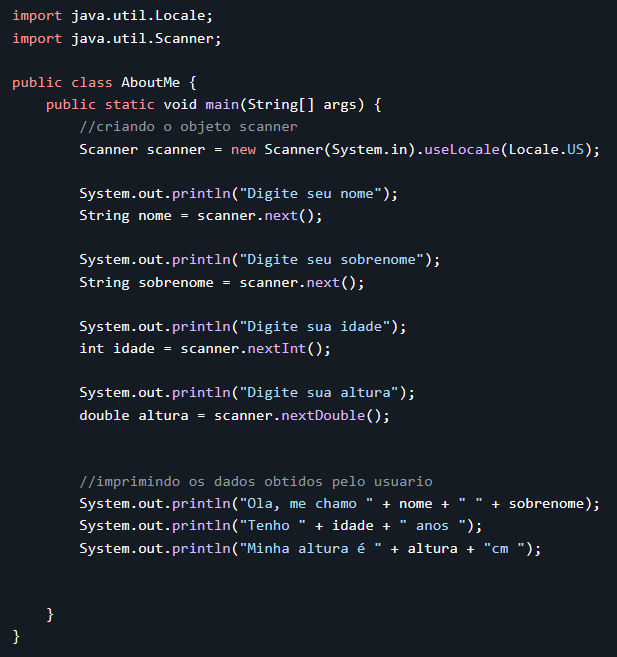 import java.util.Locale;
import java.util.Scanner;

public class AboutMe {
    public static void main(String[] args) {
        //criando o objeto scanner
        Scanner scanner = new Scanner(System.in).useLocale(Locale.US);

        System.out.println("Digite seu nome");
        String nome = scanner.next();

        System.out.println("Digite seu sobrenome");
        String sobrenome = scanner.next();

        System.out.println("Digite sua idade");
        int idade = scanner.nextInt();

        System.out.println("Digite sua altura");
        double altura = scanner.nextDouble();


        //imprimindo os dados obtidos pelo usuario
        System.out.println("Ola, me chamo " + nome + " " + sobrenome);
        System.out.println("Tenho " + idade + " anos ");
        System.out.println("Minha altura é " + altura + "cm ");


    }
}